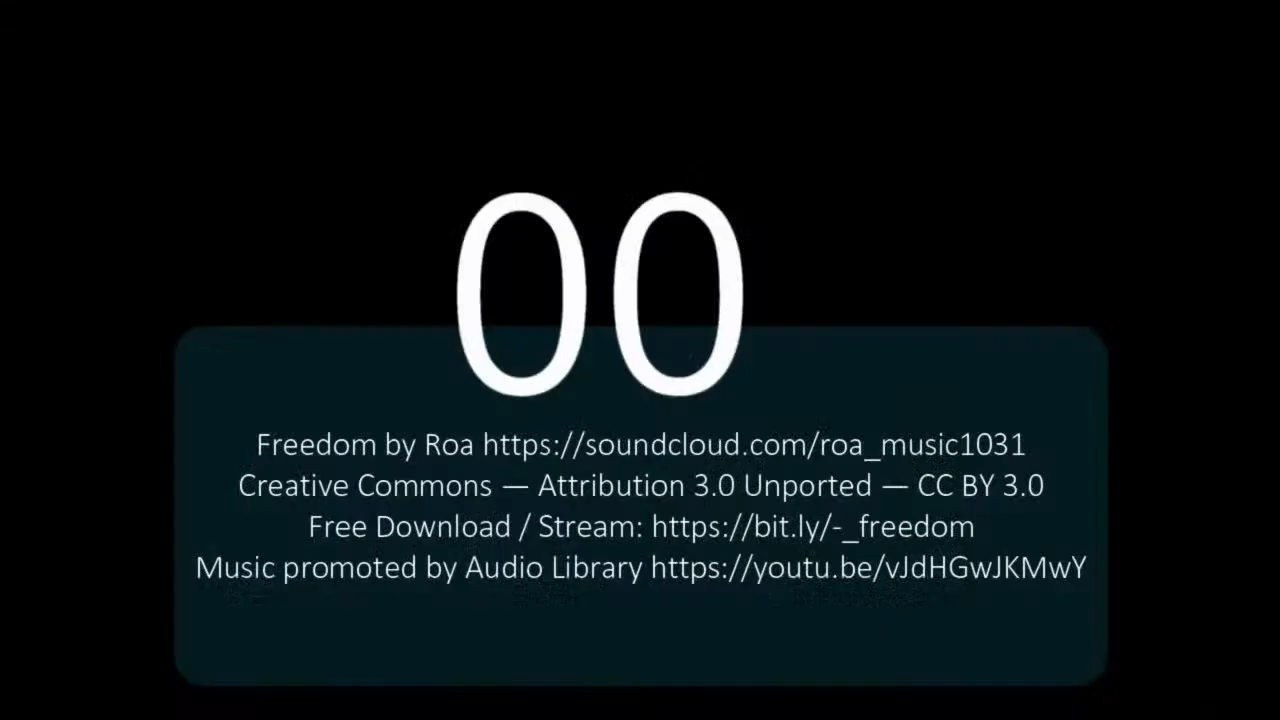 00
Freedom by Roa https://soundcloud.com/roa_music1031
Creative Commons — Attribution 3.0 Unported — CC BY 3.0
Free Download / Stream: https://bit.ly/-_freedom
Music promoted by Audio Library https://youtu.be/vJdHGwJKMwY